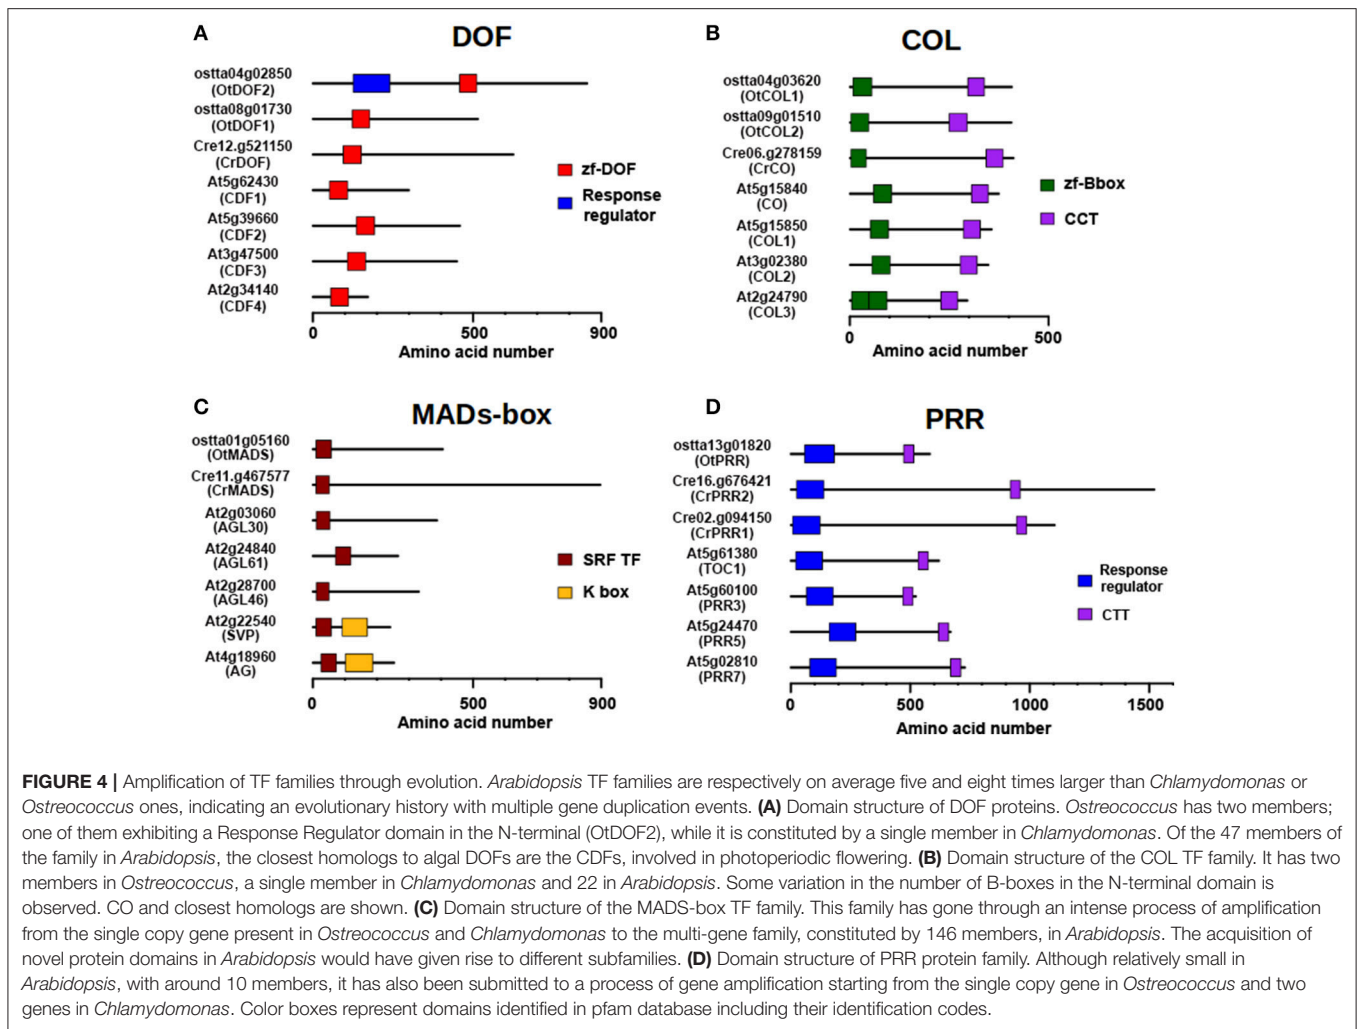 A
DOF
ostta04g02850
(OtDOF2)
ostta08g01730
(OtDOF1)
Cre12.g521150
(CrDOF)
At5g62430
(CDF1)
At5g39660
(CDF2)
At3g47500
(CDF3)
At2g34140
(CDF4)
zf-DOF
Response
regulator
0 500 900
Amino acid number
B
COL
ostta04g03620
(OtCOL1)
ostta09g01510
(OtCOL2)
Cre06.g278159
(CrCO)
At5g15840
(CO)
At5g15850
(COL1)
At3g02380
(COL2)
At2g24790
(COL3)
zf-Bbox
CCT
0 500
Amino acid number
C
MADs-box
ostta01g05160
(OtMADS)
Cre11.g467577
(CrMADS)
At2g03060
(AGL30)
At2g24840
(AGL61)
At2g28700
(AGL46)
At2g22540
(SVP)
At4g18960
(AG)
SRF TF
K box
0 500 900
Amino acid number
D
PRR
ostta13g01820
(OtPRR)
Cre16.g676421
(CrPRR2)
Cre02.g094150
(CrPRR1)
At5g61380
(TOC1)
At5g60100
(PRR3)
At5g24470
(PRR5)
At5g02810
(PRR7)
Response
regulator
CTT
0 500 1000 1500
Amino acid number
FIGURE 4 | Amplification of TF families through evolution. Arabidopsis TF families are respectively on average five and eight times larger than Chlamydomonas or
Ostreococcus ones, indicating an evolutionary history with multiple gene duplication events. (A) Domain structure of DOF proteins. Ostreococcus has two members;
one of them exhibiting a Response Regulator domain in the N-terminal (OtDOF2), while it is constituted by a single member in Chlamydomonas. Of the 47 members of
the family in Arabidopsis, the closest homologs to algal DOFs are the CDFs, involved in photoperiodic flowering. (B) Domain structure of the COL TF family. It has two
members in Ostreococcus, a single member in Chlamydomonas and 22 in Arabidopsis. Some variation in the number of B-boxes in the N-terminal domain is
observed. CO and closest homologs are shown. (C) Domain structure of the MADS-box TF family. This family has gone through an intense process of amplification
from the single copy gene present in Ostreococcus and Chlamydomonas to the multi-gene family, constituted by 146 members, in Arabidopsis. The acquisition of
novel protein domains in Arabidopsis would have given rise to different subfamilies. (D) Domain structure of PRR protein family. Although relatively small in
Arabidopsis, with around 10 members, it has also been submitted to a process of gene amplification starting from the single copy gene in Ostreococcus and two
genes in Chlamydomonas. Color boxes represent domains identified in pfam database including their identification codes.